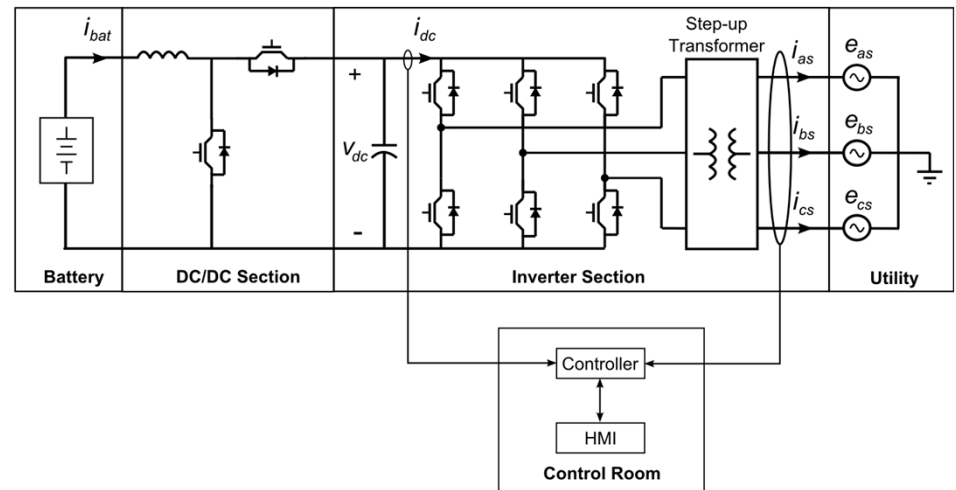 Step-up
Transformer
i_bat
i_dc
i_as
e_as
+
V_dc
i_bs
e_bs
i_cs
e_cs
-
Battery
DC/DC Section
Inverter Section
Utility
Controller
HMI
Control Room